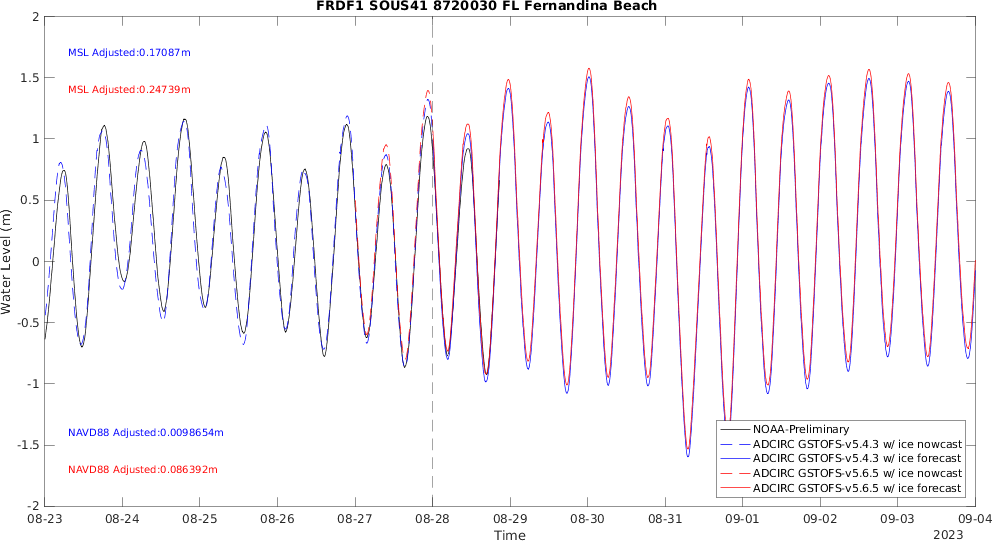 FRDF1 SOUS41 8720030 FL Fernandina Beach
2
1.5
1
0.5
0
-0.5
-1
-1.5
-2
Water Level (m)
MSL Adjusted:0.17087m
MSL Adjusted:0.24739m
NAVD88 Adjusted:0.0098654m
NAVD88 Adjusted:0.086392m
NOAA-Preliminary
ADCIRC GSTOFS-v5.4.3 w/ ice nowcast
ADCIRC GSTOFS-v5.4.3 w/ ice forecast
ADCIRC GSTOFS-v5.6.5 w/ ice nowcast
ADCIRC GSTOFS-v5.6.5 w/ ice forecast
08-23 08-24 08-25 08-26 08-27 08-28 08-29 08-30 08-31 09-01 09-02 09-03 09-04
Time
2023